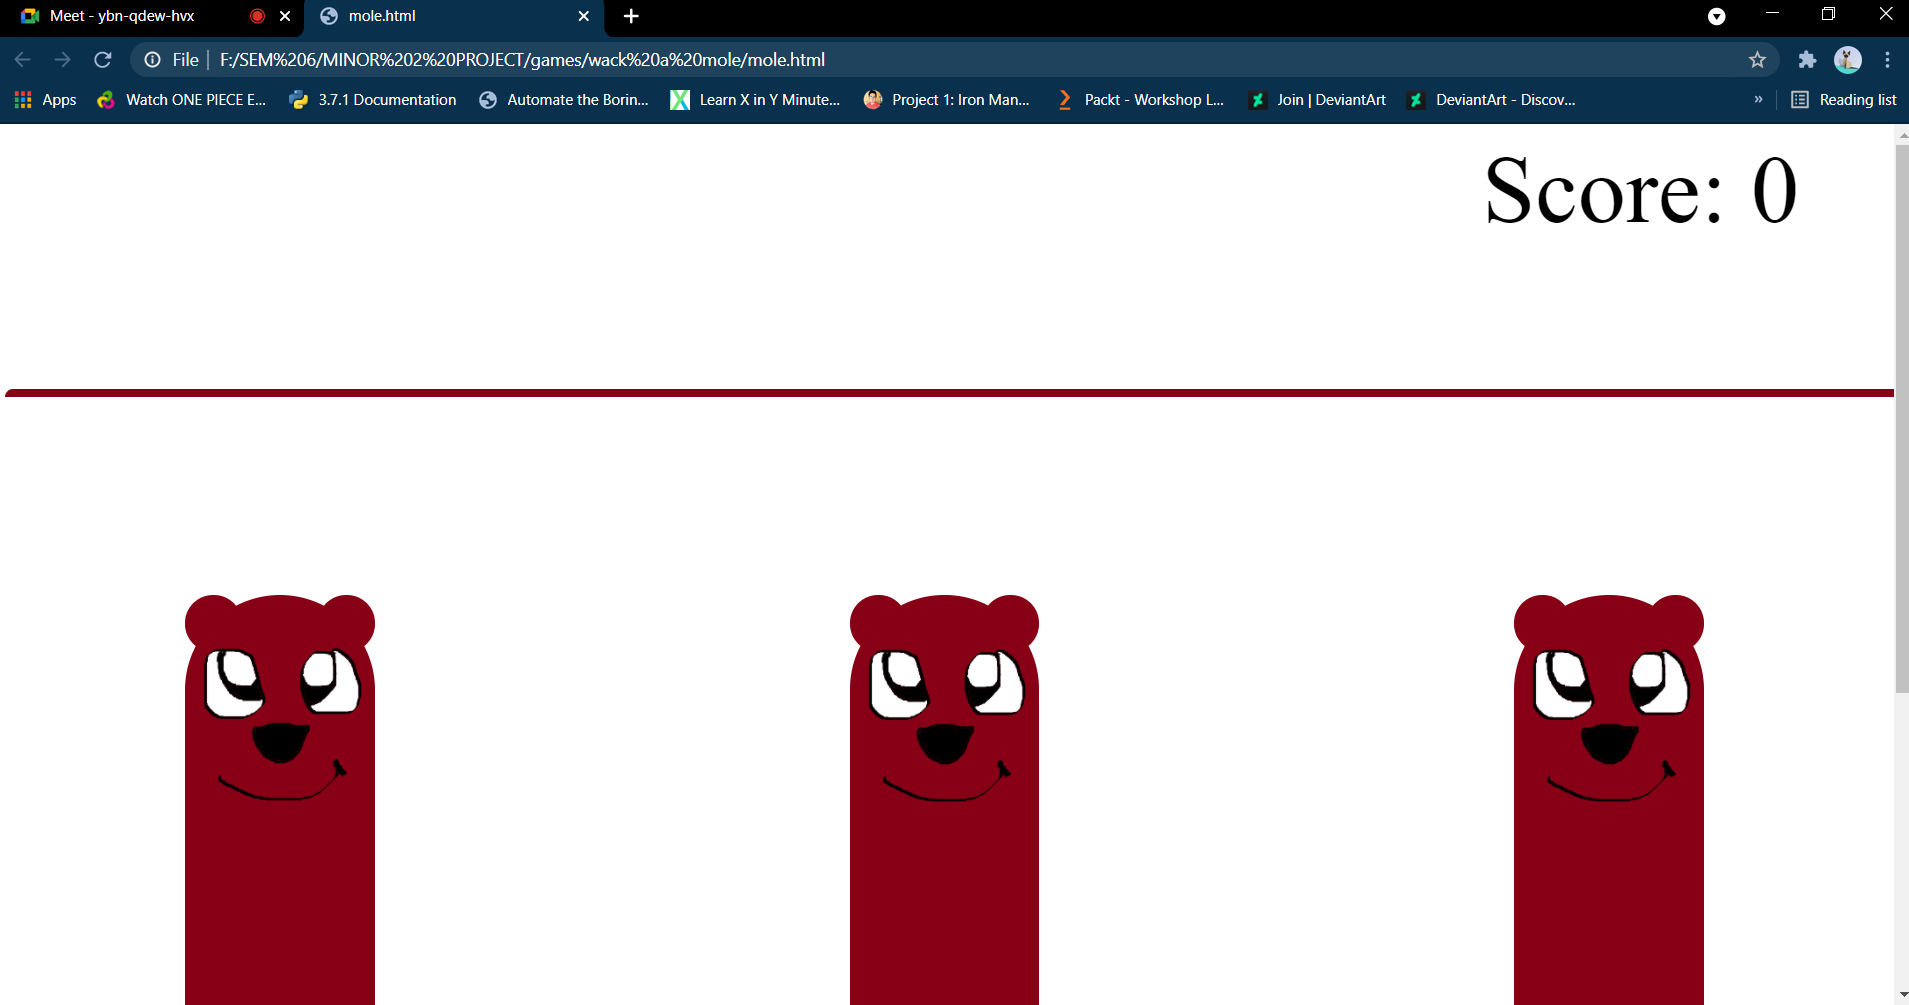 Meet - ybn-qdew-hvx mole.html
File F:/SEM%206/MINOR%202%20PROJECT/games/wack%20a%20mole/mole.html
Apps Watch ONE PIECE E... 3.7.1 Documentation Automate the Borin... Learn X in Y Minute... Project 1: Iron Man... Packt - Workshop L... Join | DeviantArt DeviantArt - Discov... » Reading list
Score: 0